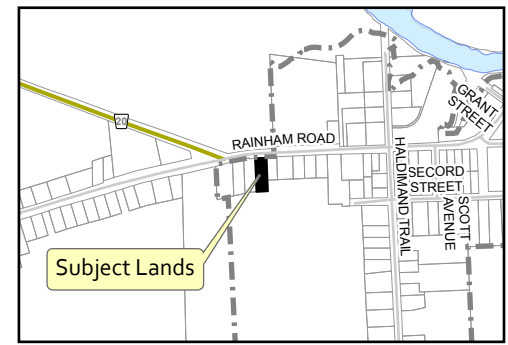 GRANT
STREET
20
RAINHAM ROAD
HALDIMAND TRAIL
SECORD
STREET
SCOTT
AVENUE
Subject Lands